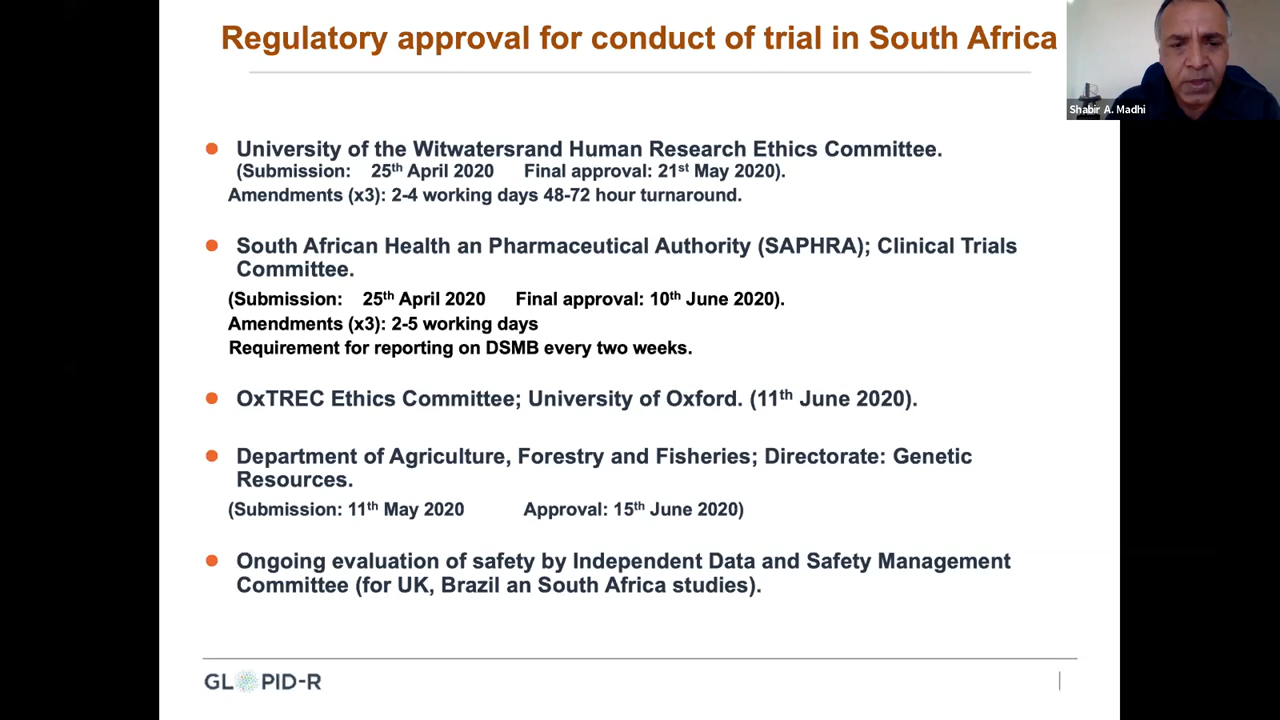 Regulatory approval for conduct of trial in South Africa
Shabir A. Madhi
University of the Witwatersrand Human Research Ethics Committee.
(Submission: 25th April 2020 Final approval: 21st May 2020).
Amendments (x3): 2-4 working days 48-72 hour turnaround.
South African Health an Pharmaceutical Authority (SAPHRA); Clinical Trials
Committee.
(Submission: 25th April 2020 Final approval: 10th June 2020).
Amendments (x3): 2-5 working days
Requirement for reporting on DSMB every two weeks.
OxTREC Ethics Committee; University of Oxford. (11th June 2020).
Department of Agriculture, Forestry and Fisheries; Directorate: Genetic
Resources.
(Submission: 11th May 2020 Approval: 15th June 2020)
Ongoing evaluation of safety by Independent Data and Safety Management
Committee (for UK, Brazil an South Africa studies).
GLOPID-R